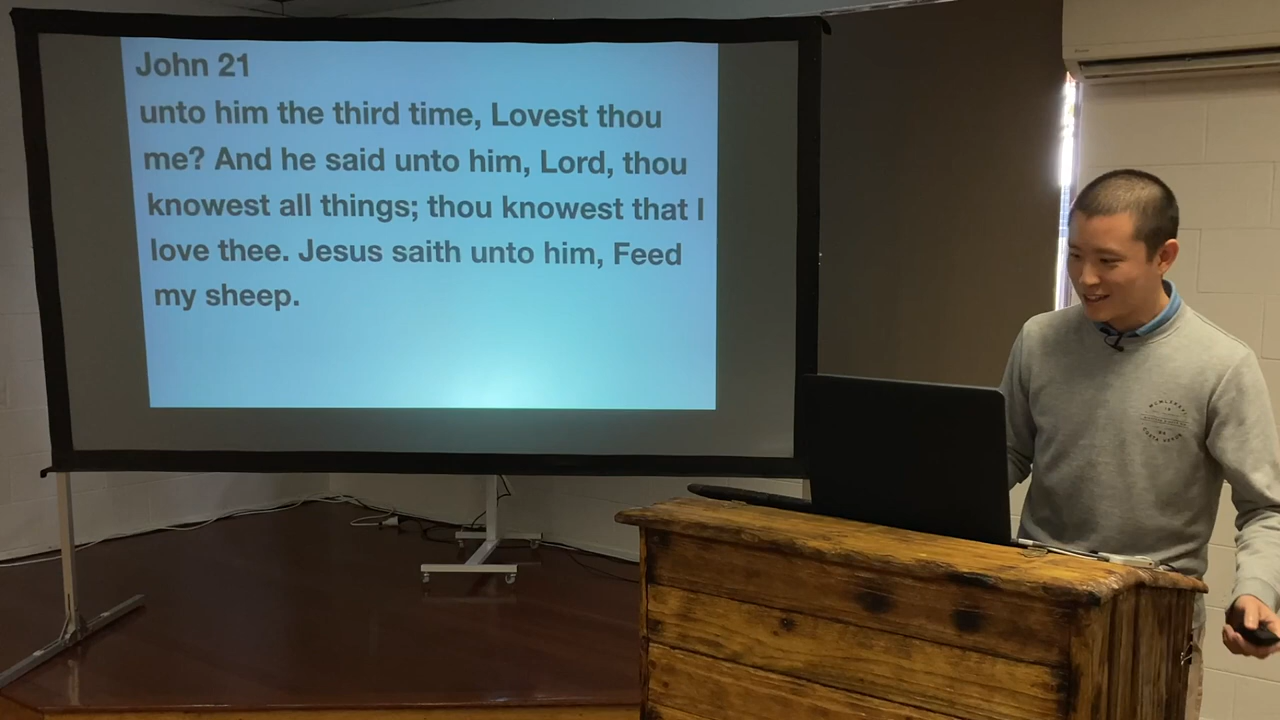 John 21
unto him the third time, Lovest thou
me? And he said unto him, Lord, thou
knowest all things; thou knowest that I
love thee. Jesus saith unto him, Feed
my sheep.